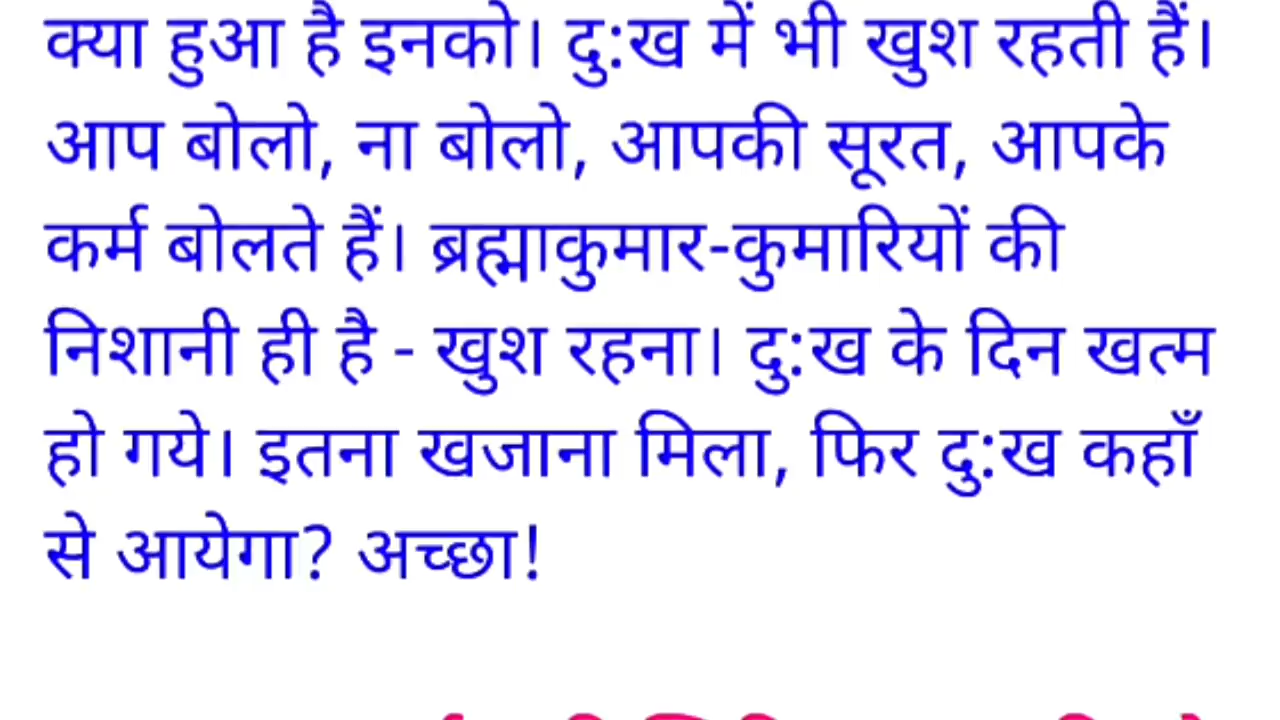 क्या हुआ है इनको। दु:ख में भी खुश रहती हैं।
आप बोलो, ना बोलो, आपकी सूरत, आपके
कर्म बोलते हैं। ब्रह्माकुमार-कुमारियों की
निशानी ही है - खुश रहना। दु:ख के दिन खत्म
हो गये। इतना खजाना मिला, फिर दु:ख कहाँ
से आयेगा? अच्छा!